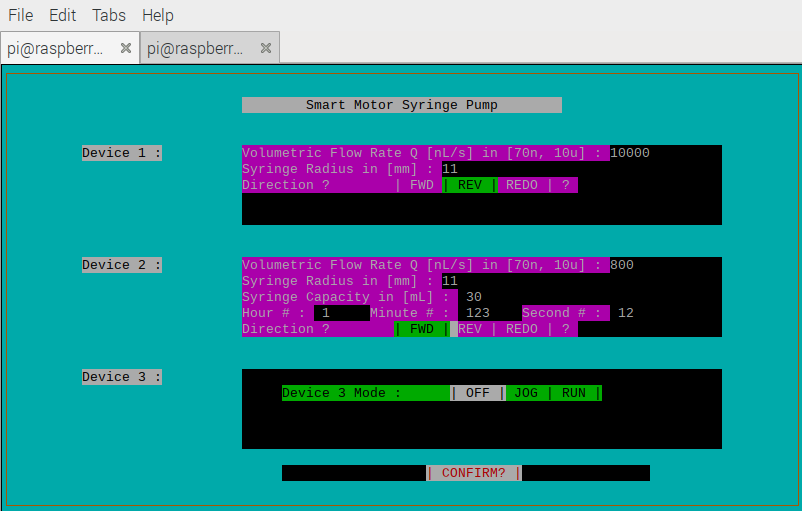 File Edit Tabs Help
pi@raspberr... pi@raspberr...
Smart Motor Syringe Pump
Device 1 : Volumetric Flow Rate Q [nL/s] in [70n, 10u] : 10000
Syringe Radius in [mm] : 11
Direction ? | FWD | REV | REDO | ?
Device 2 : Volumetric Flow Rate Q [nL/s] in [70n, 10u] : 800
Syringe Radius in [mm] : 11
Syringe Capacity in [mL] : 30
Hour # : 1 Minute # : 123 Second # : 12
Direction ? | FWD | REV | REDO | ?
Device 3 :
Device 3 Mode : | OFF | JOG | RUN |
| CONFIRM? |